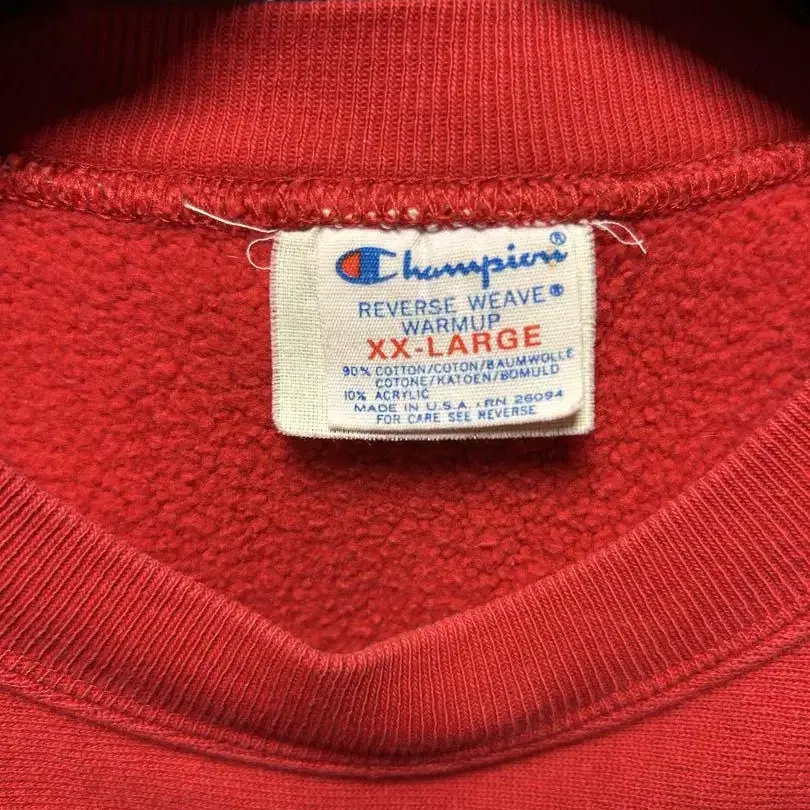 Champion®
REVERSE WEAVE®
WARMUP
XX-LARGE
90% COTTON/COTON/BAUMWOLLE
COTONE/KATOEN/BOMULD
10% ACRYLIC
MADE IN U.S.A. RN 26094
FOR CARE SEE REVERSE